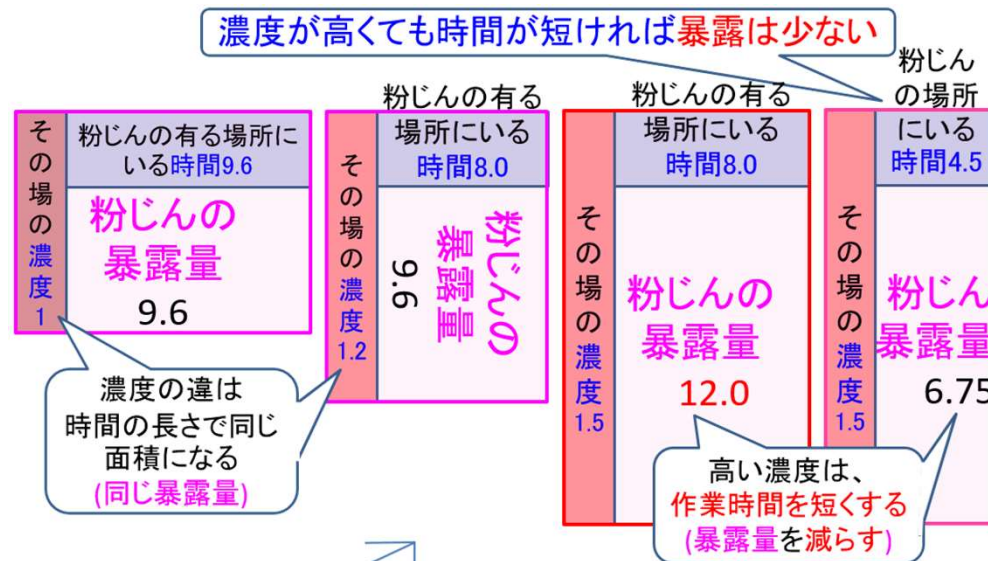 濃度が高くても時間が短ければ暴露は少ない
その場の濃度1
粉じんの有る場所に
いる時間9.6
粉じんの
暴露量
9.6
濃度の違は
時間の長さで同じ
面積になる
(同じ暴露量)
粉じんの有る
場所にいる
時間8.0
その場の濃度1.2
粉じんの
暴露量
9.6
粉じんの有る
場所にいる
時間8.0
その場の濃度1.5
粉じんの
暴露量
12.0
粉じん
の場所
にいる
時間4.5
その場の濃度1.5
粉じん
暴露量
6.75
高い濃度は、
作業時間を短くする
(暴露量を減らす)